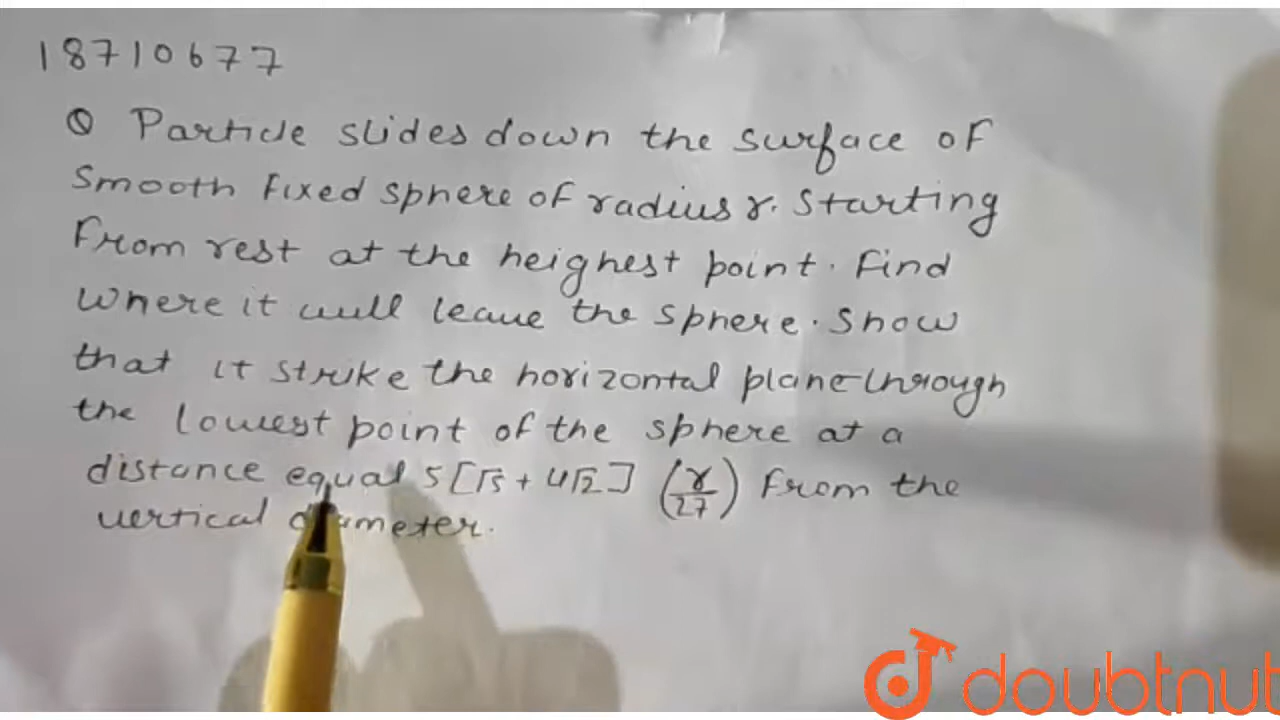 18710677
Q Particle slides down the surface of
smooth fixed sphere of radius r. starting
from rest at the heighest point. Find
where it will leave the sphere. Show
that it strike the horizontal plane through
the lowest point of the sphere at a
distance equal 5[√5 + 4√2] (r/27) from the
vertical diameter.
doubtnut